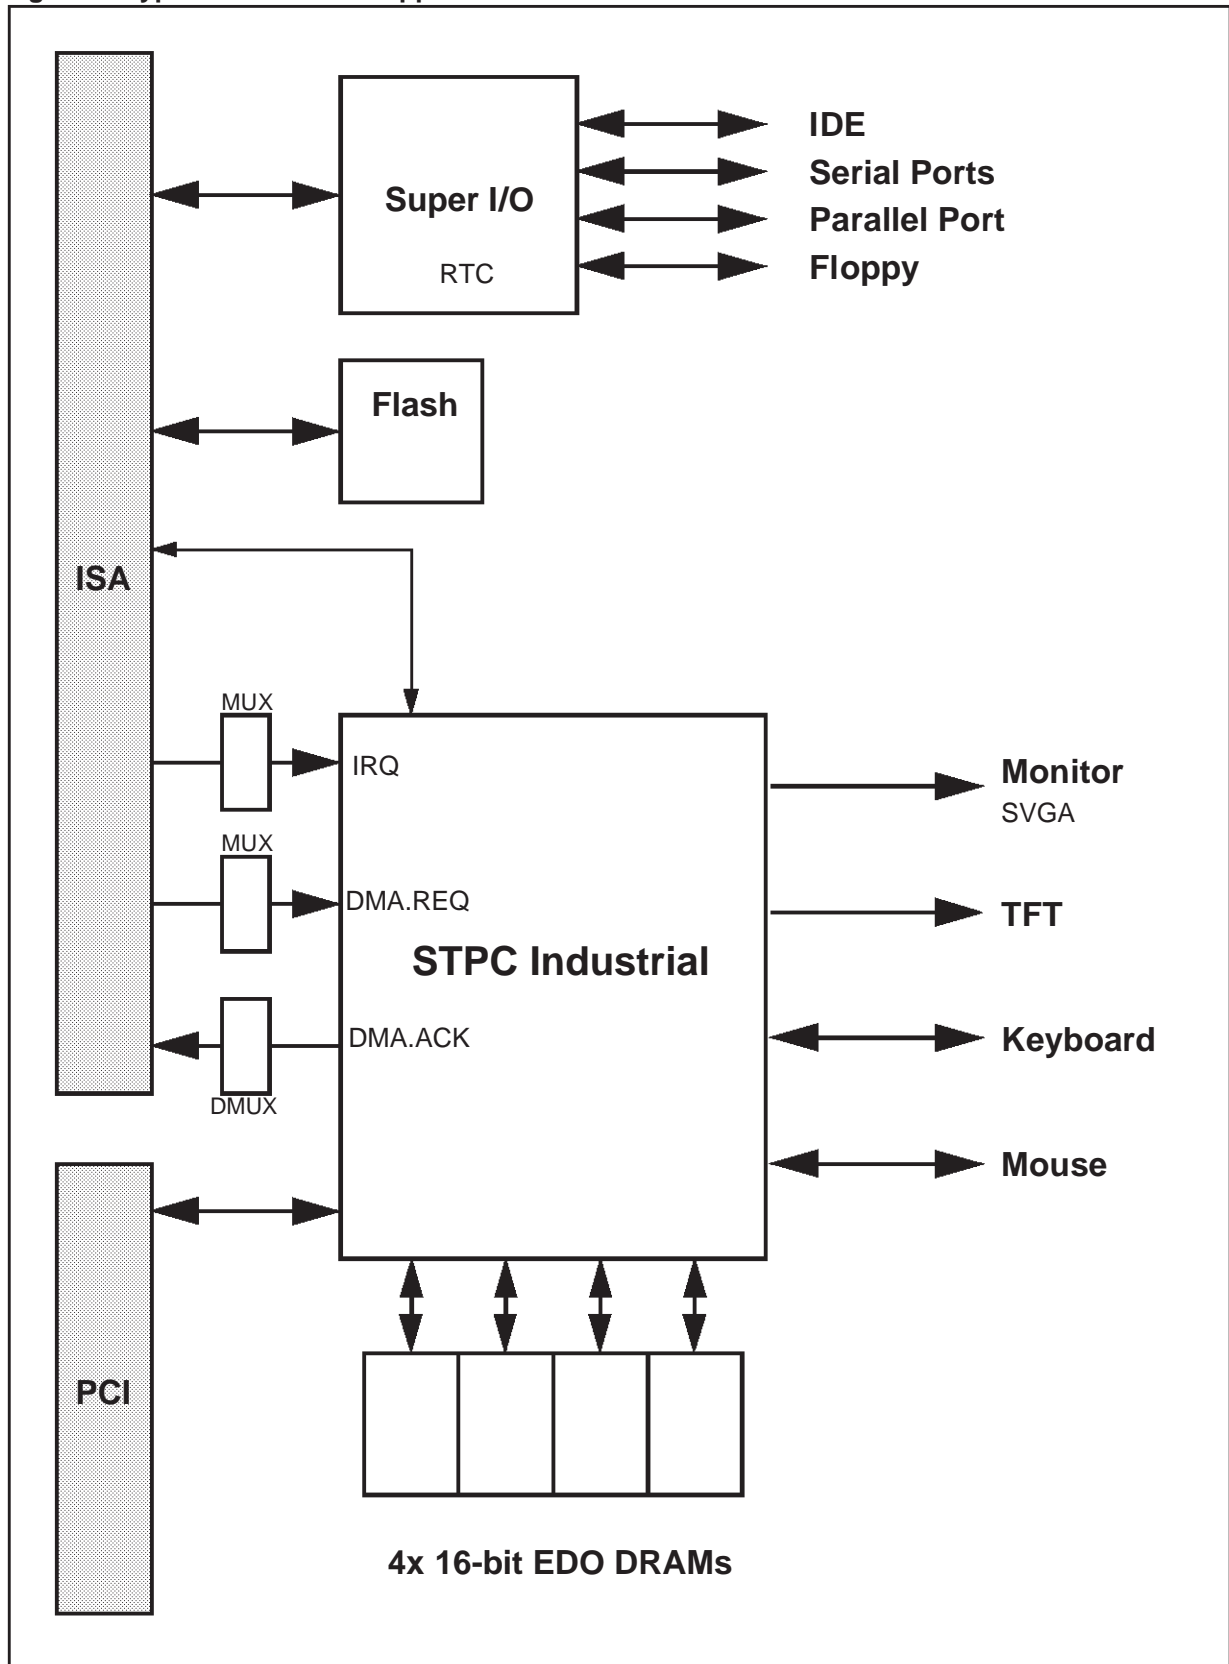 IDE
Serial Ports
Super I/O
Parallel Port
RTC
Floppy
Flash
ISA
MUX
IRQ
Monitor
SVGA
MUX
DMA.REQ
TFT
STPC Industrial
DMA.ACK
Keyboard
DMUX
Mouse
PCI
4x 16-bit EDO DRAMs